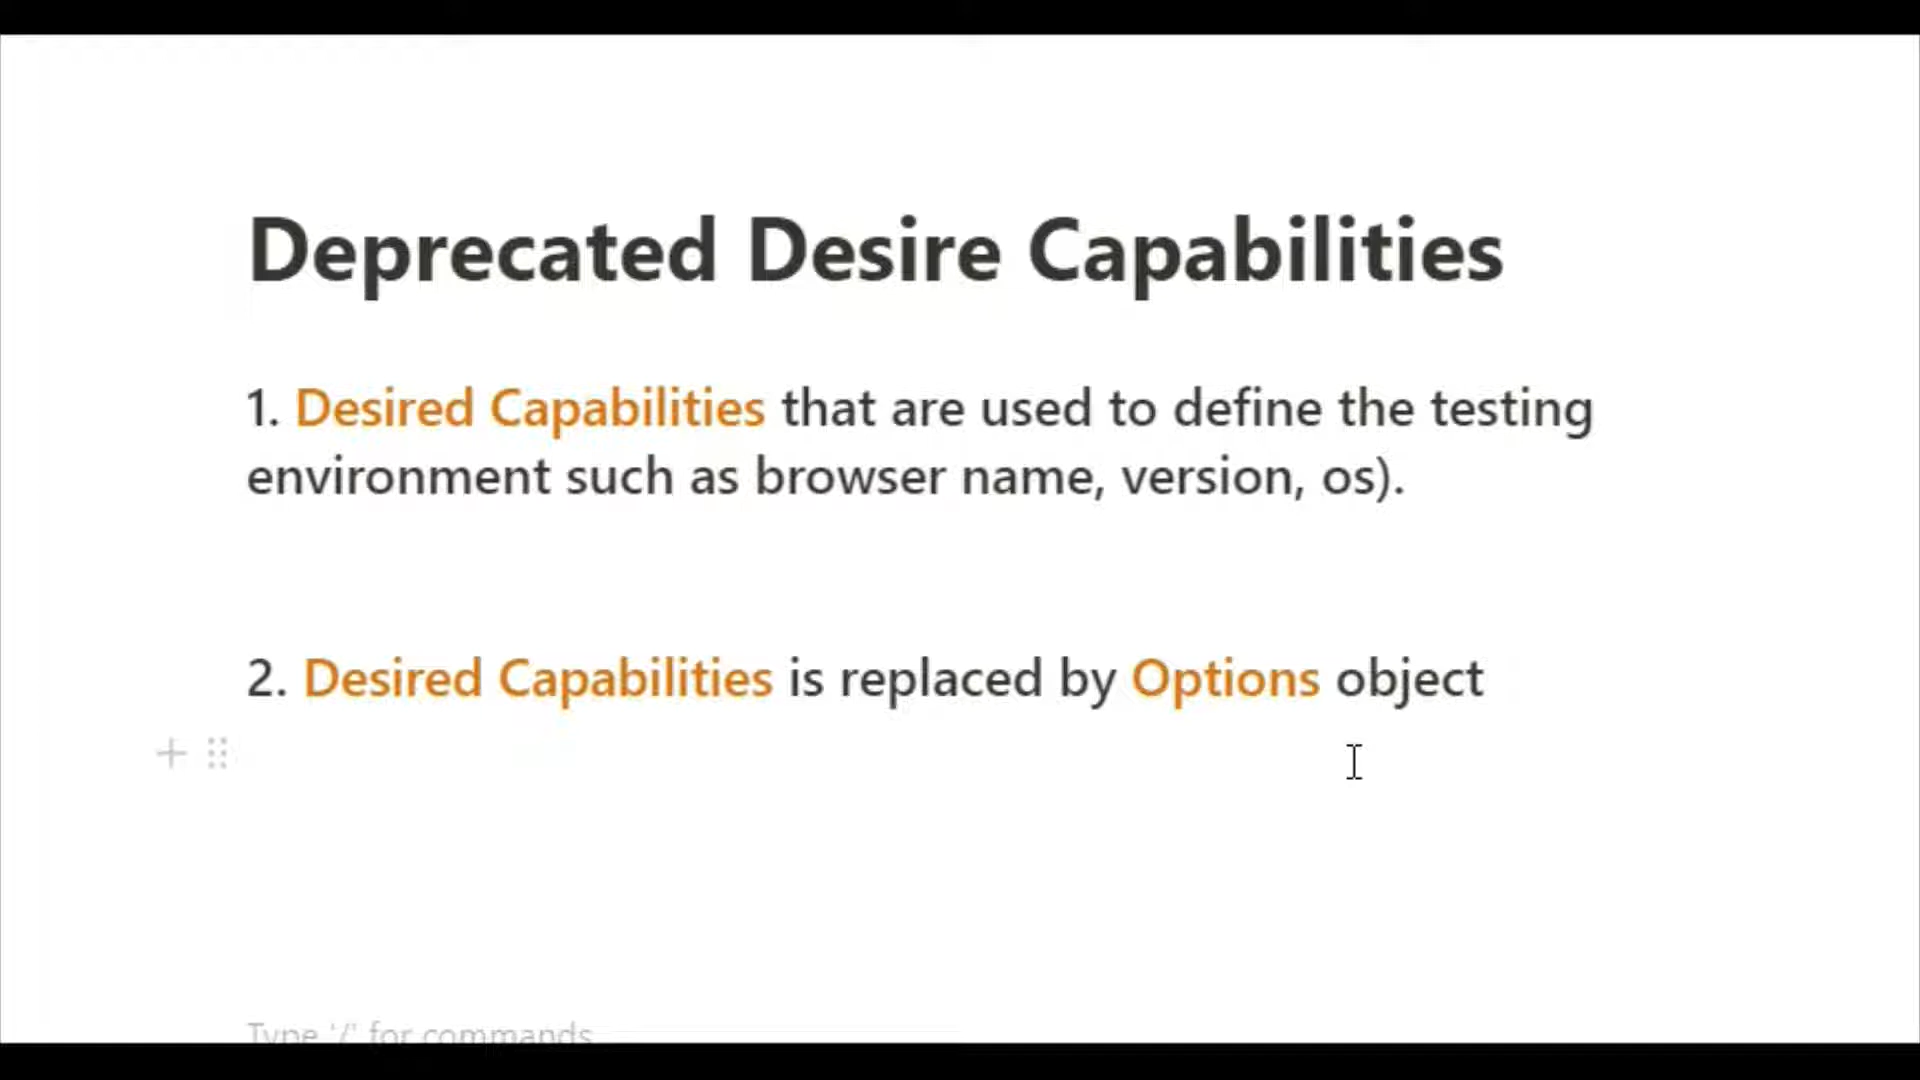 Deprecated Desire Capabilities
1. Desired Capabilities that are used to define the testing
environment such as browser name, version, os).
2. Desired Capabilities is replaced by Options object
Type '/' for commands